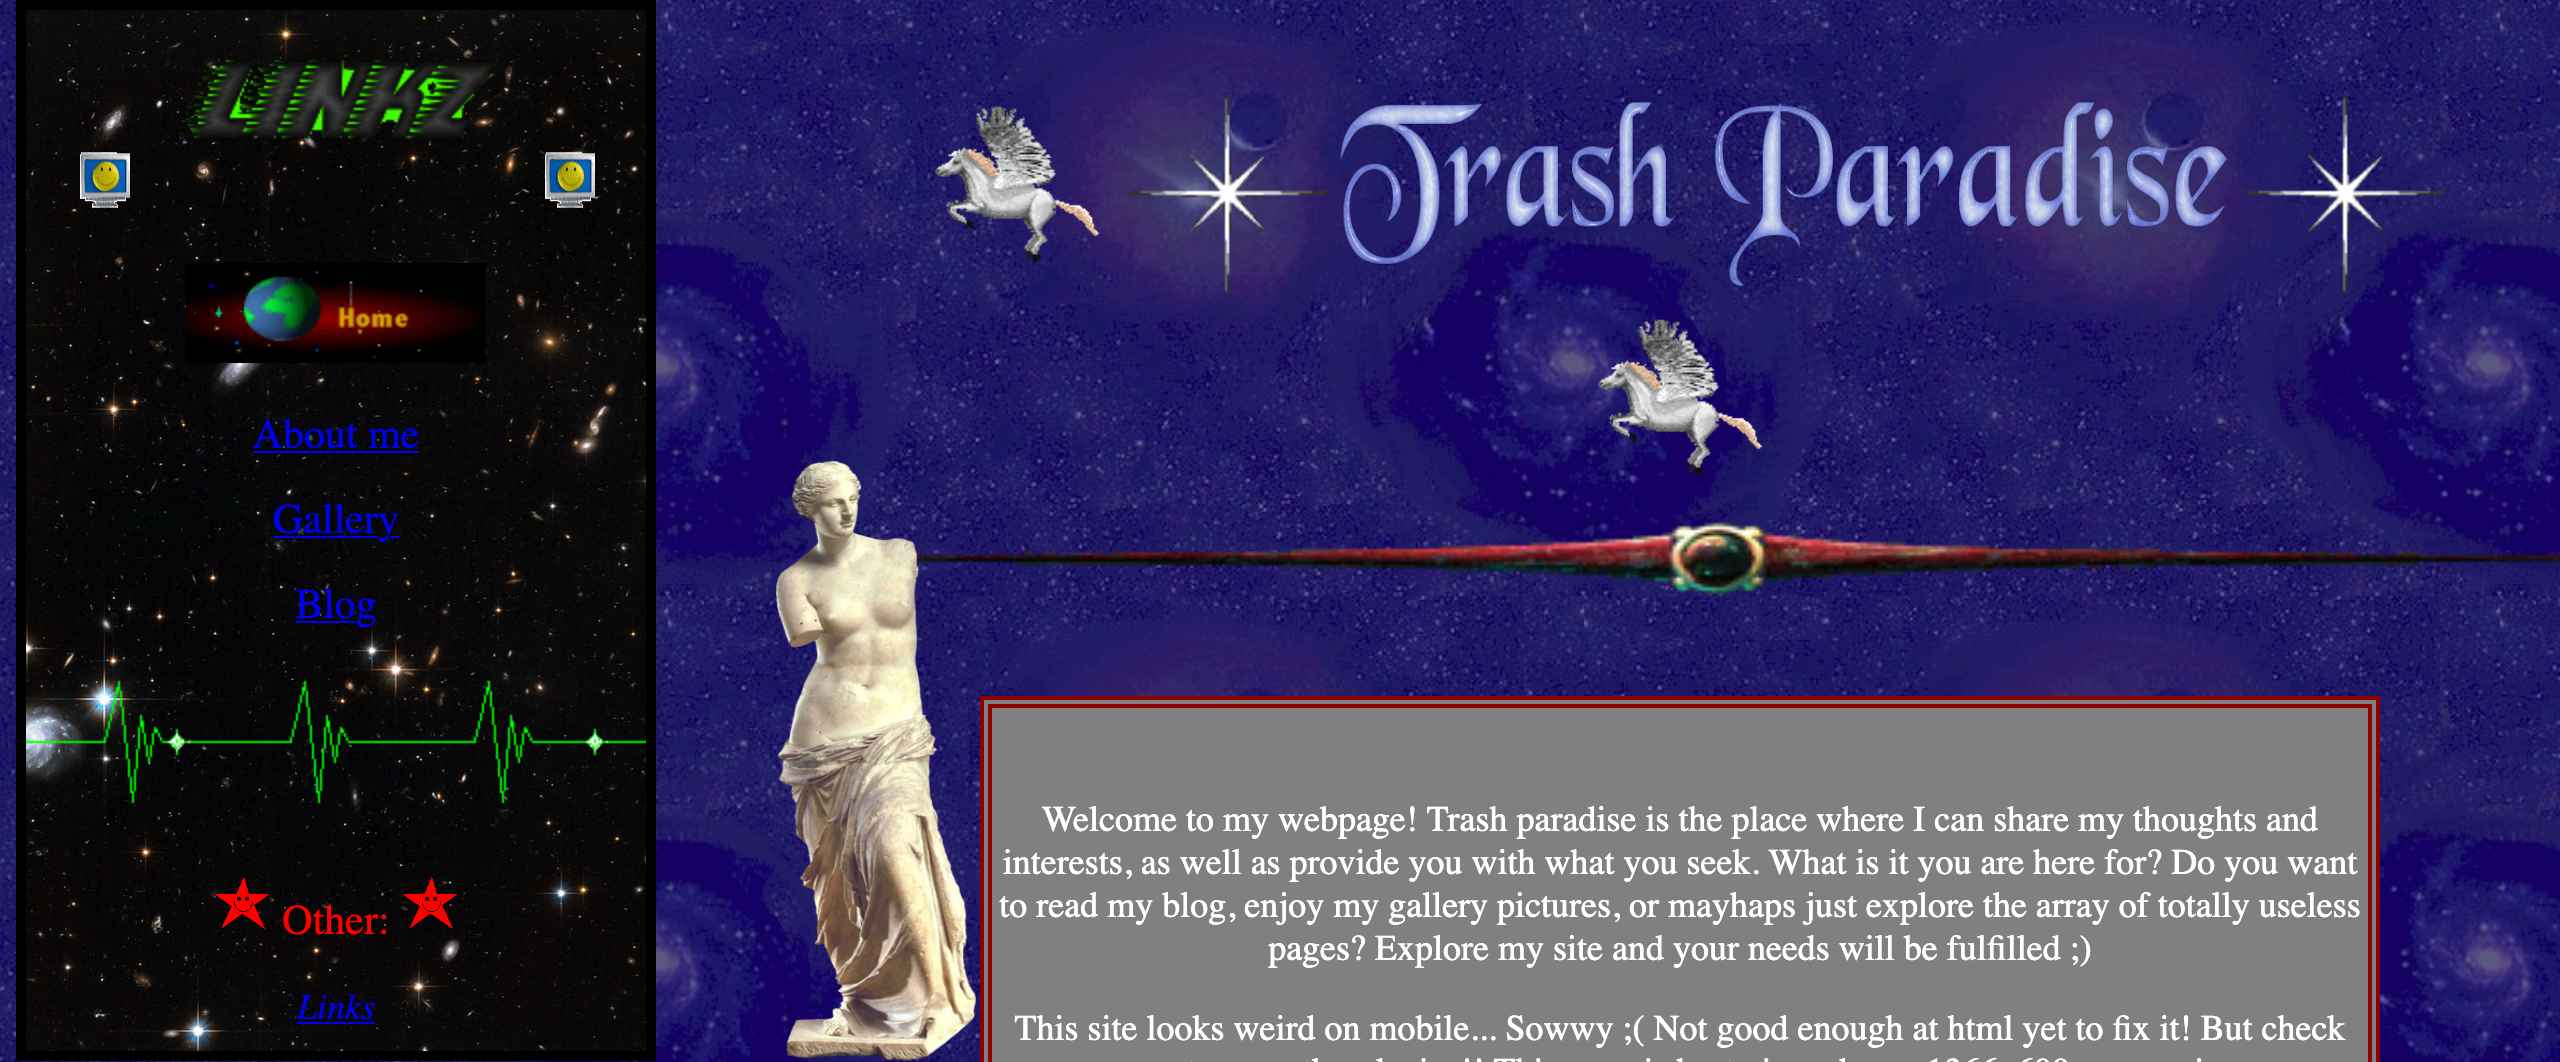 LINKZ
Home
About me
Gallery
Blog
Other:
Links
Trash Paradise
Welcome to my webpage! Trash paradise is the place where I can share my thoughts and
interests, as well as provide you with what you seek. What is it you are here for? Do you want
to read my blog, enjoy my gallery pictures, or mayhaps just explore the array of totally useless
pages? Explore my site and your needs will be fulfilled ;)
This site looks weird on mobile... Sowwy ;( Not good enough at html yet to fix it! But check